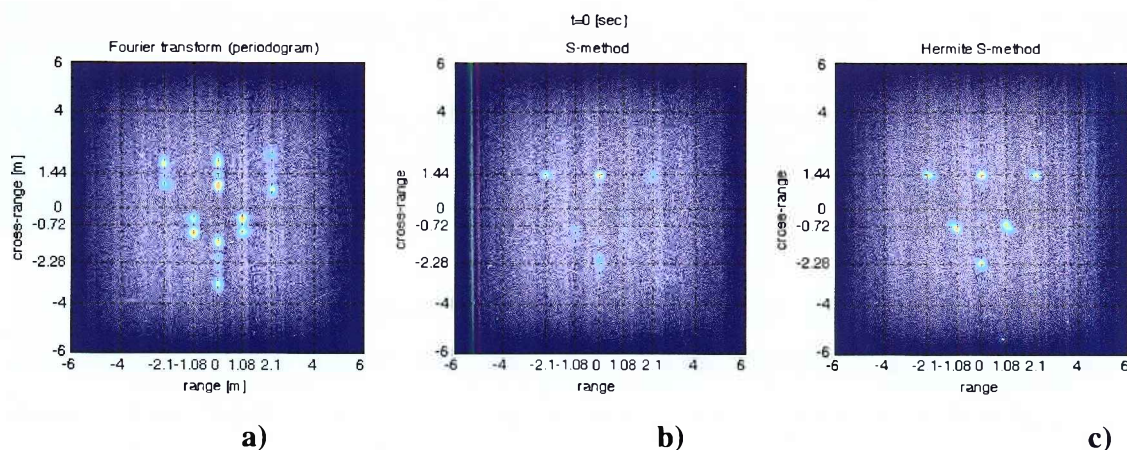 t=0 [sec]
Fourier transform (periodogram)
6
4
1.44
0
-0.72
-2.28
-4
-6
cross-range [m]
-6 -4 -2.1 -1.08 0 1.08 2.1 6
range [m]
a)
S-method
6
4
1.44
0
-0.72
-2.28
-4
-6
cross-range
-6 -4 -2.1 -1.08 0 1.08 2.1 6
range
b)
Hermite S-method
6
4
1.44
0
-0.72
-2.28
-4
-6
cross-range
-6 -4 -2.1 -1.08 0 1.08 2.1 6
range
c)